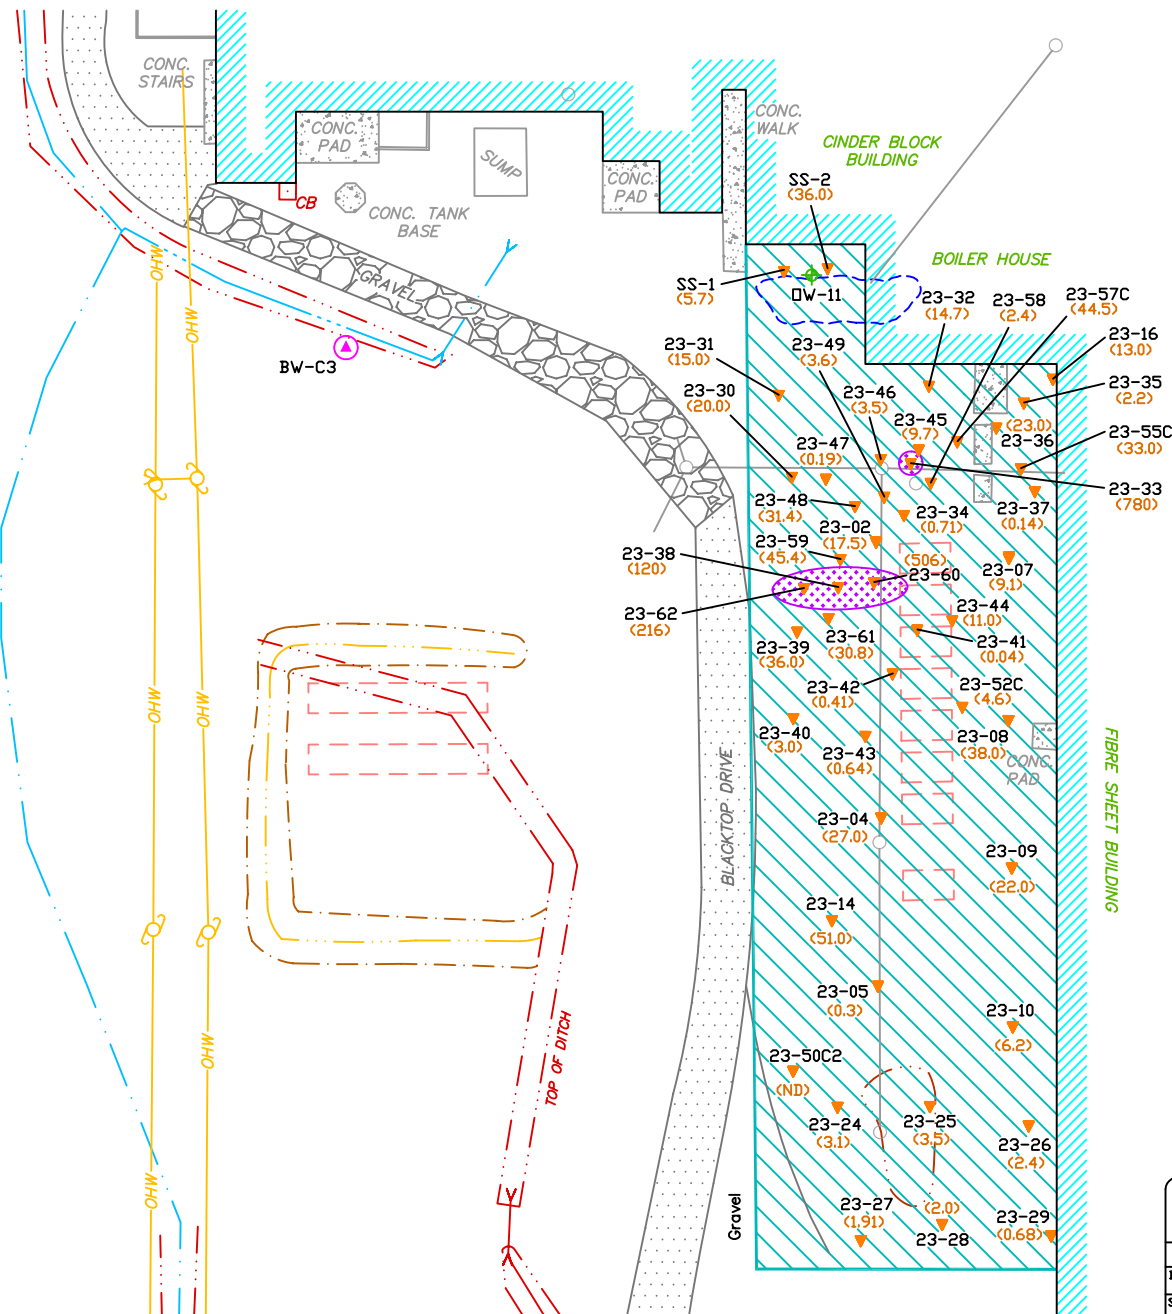 CONC.
STAIRS
CONC.
PAD
SUMP
CONC.
PAD
CONC.
WALK
CINDER BLOCK
BUILDING
SS-2
(36.0)
CB
CONC. TANK
BASE
GRAVEL
BW-C3
OHW
OHW
BOILER HOUSE
SS-1
(5.7)
OW-11
23-32
(14.7)
23-58
(2.4)
23-57C
(44.5)
23-16
(13.0)
23-31
(15.0)
23-49
(3.6)
23-30
(20.0)
23-46
(3.5)
23-35
(2.2)
23-45
(9.7)
(23.0)
23-36
23-55C
(33.0)
23-47
(0.19)
23-33
(780)
23-48
(31.4)
23-34
(0.71)
23-37
(0.14)
23-02
(17.5)
23-59
(45.4)
23-38
(120)
(506)
23-60
23-07
(9.1)
23-62
(216)
23-44
(11.0)
23-39
(36.0)
23-61
(30.8)
23-41
(0.04)
23-42
(0.41)
23-52C
(4.6)
OHW
OHW
23-40
(3.0)
23-43
(0.64)
23-08
(38.0)
CONC.
PAD
BLACKTOP DRIVE
FIBRE SHEET BUILDING
23-04
(27.0)
23-09
(22.0)
23-14
(51.0)
23-05
(0.3)
23-10
(6.2)
OHW
TOP OF DITCH
23-50C2
(ND)
23-24
(3.1)
23-25
(3.5)
23-26
(2.4)
OHW
Gravel
23-27
(1.91)
(2.0)
23-28
23-29
(0.68)